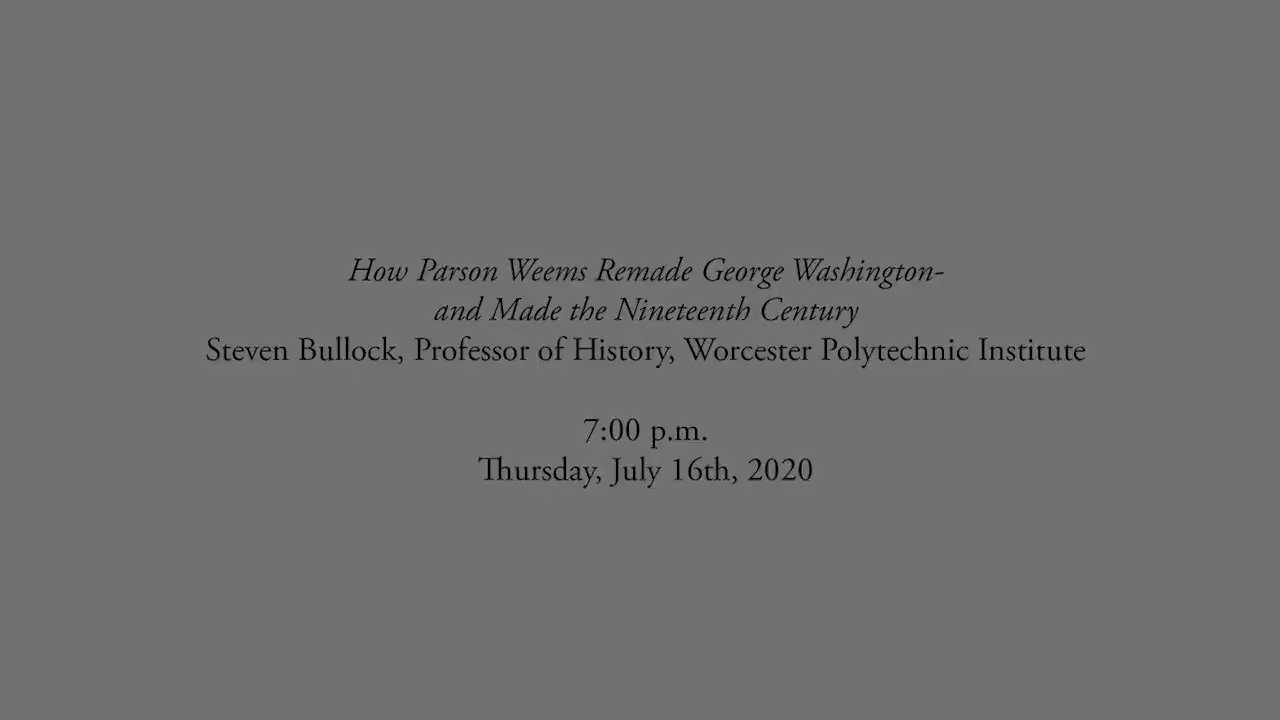 How Parson Weems Remade George Washington-
and Made the Nineteenth Century
Steven Bullock, Professor of History, Worcester Polytechnic Institute
7:00 p.m.
Thursday, July 16th, 2020